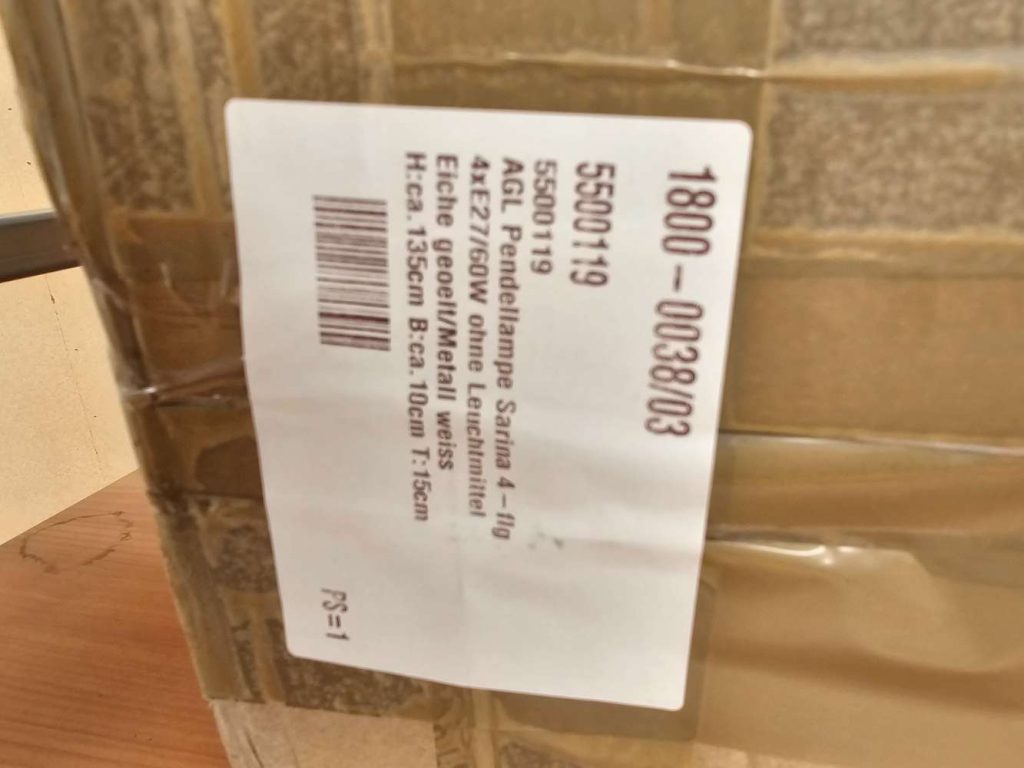 1800-0038/03
5500119
5500119
AGL Pendellampe Sarina 4-flg
4xE27/60W ohne Leuchtmittel
Eiche geoelt/Metall weiss
H:ca.135cm B:ca.10cm T:15cm
PS=1